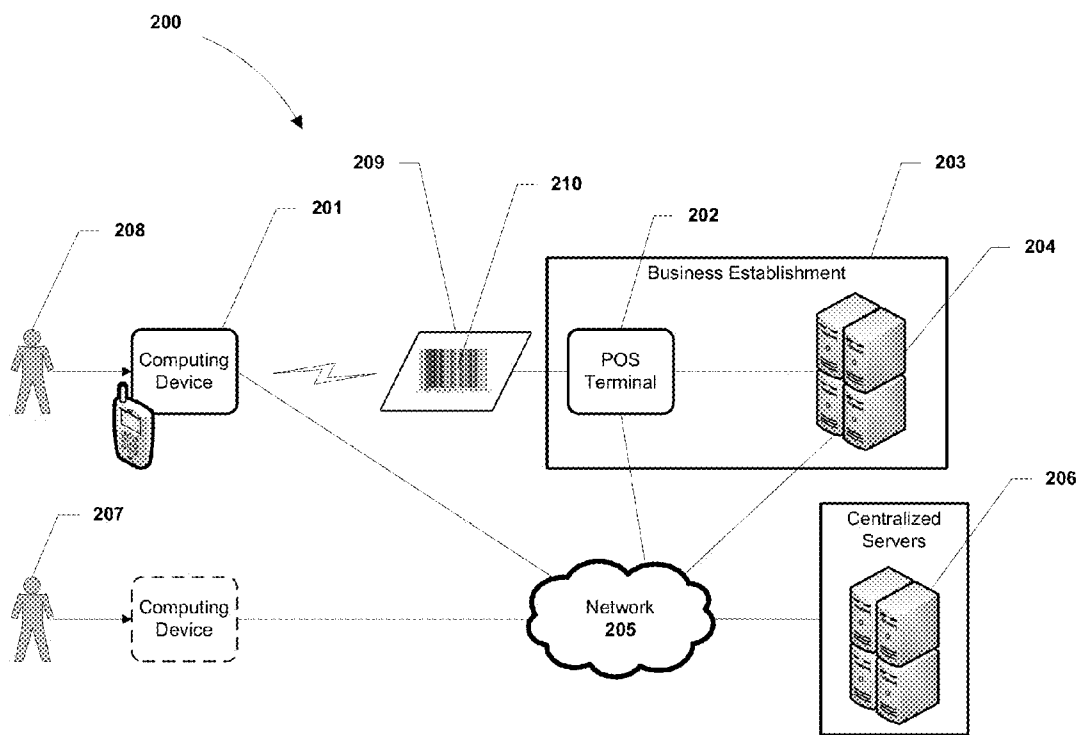 200
209
210
203
208
201
202
204
Business Establishment
Computing
Device
POS
Terminal
207
206
Centralized
Servers
Computing
Device
Network
205